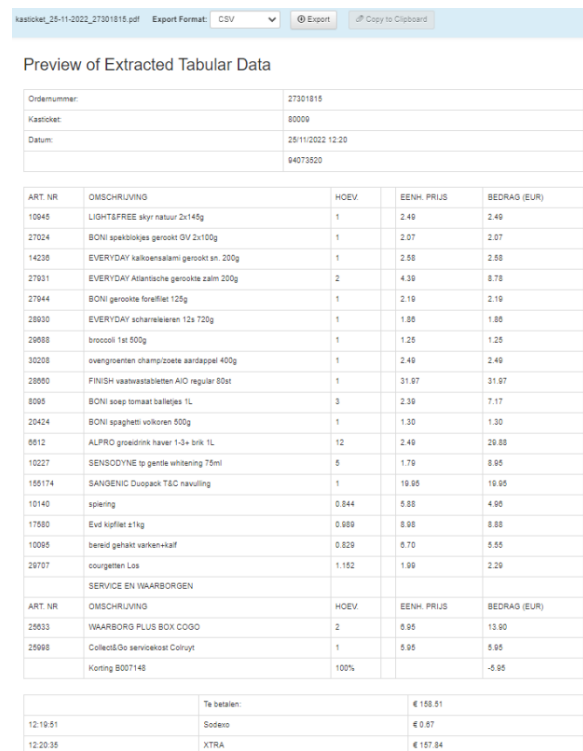 kasticket_25-11-2022_27301815.pdf Export Format: CSV Export Copy to Clipboard
Preview of Extracted Tabular Data
Ordernummer: 27301815
Kasticket: 80009
Datum: 25/11/2022 12:20
94073520
ART. NR OMSCHRIJVING HOEV. EENH. PRIJS BEDRAG (EUR)
10945 LIGHT&FREE skyr natuur 2x145g 1 2.49 2.49
27024 BONI spekblokjes gerookt GV 2x100g 1 2.07 2.07
14236 EVERYDAY kalkoensalami gerookt sn. 200g 1 2.58 2.58
27931 EVERYDAY Atlantische gerookte zalm 200g 2 4.39 8.78
27944 BONI gerookte forelfilet 125g 1 2.19 2.19
28930 EVERYDAY scharreleieren 12s 720g 1 1.86 1.86
29688 broccoli 1st 500g 1 1.25 1.25
30208 ovengroenten champ/zoete aardappel 400g 1 2.49 2.49
28660 FINISH vaatwastabletten AIO regular 80st 1 31.97 31.97
8095 BONI soep tomaat balletjes 1L 3 2.39 7.17
20424 BONI spaghetti volkoren 500g 1 1.30 1.30
6612 ALPRO groeidrink haver 1-3+ brik 1L 12 2.49 29.88
10227 SENSODYNE tp gentle whitening 75ml 5 1.79 8.95
156174 SANGENIC Duopack T&C navulling 1 19.95 19.95
10140 spiering 0.844 5.88 4.96
17680 Evd kipfilet ±1kg 0.989 8.98 8.88
10095 bereid gehakt varken+kalf 0.829 6.70 5.55
29707 courgetten Los 1.152 1.99 2.29
SERVICE EN WAARBORGEN
ART. NR OMSCHRIJVING HOEV. EENH. PRIJS BEDRAG (EUR)
25633 WAARBORG PLUS BOX COGO 2 6.95 13.90
25998 Collect&Go servicekost Colruyt 1 5.95 5.95
Korting B007148 100% -5.95
Te betalen: € 158.51
12:19:51 Sodexo € 0.67
12:20:35 XTRA € 157.84